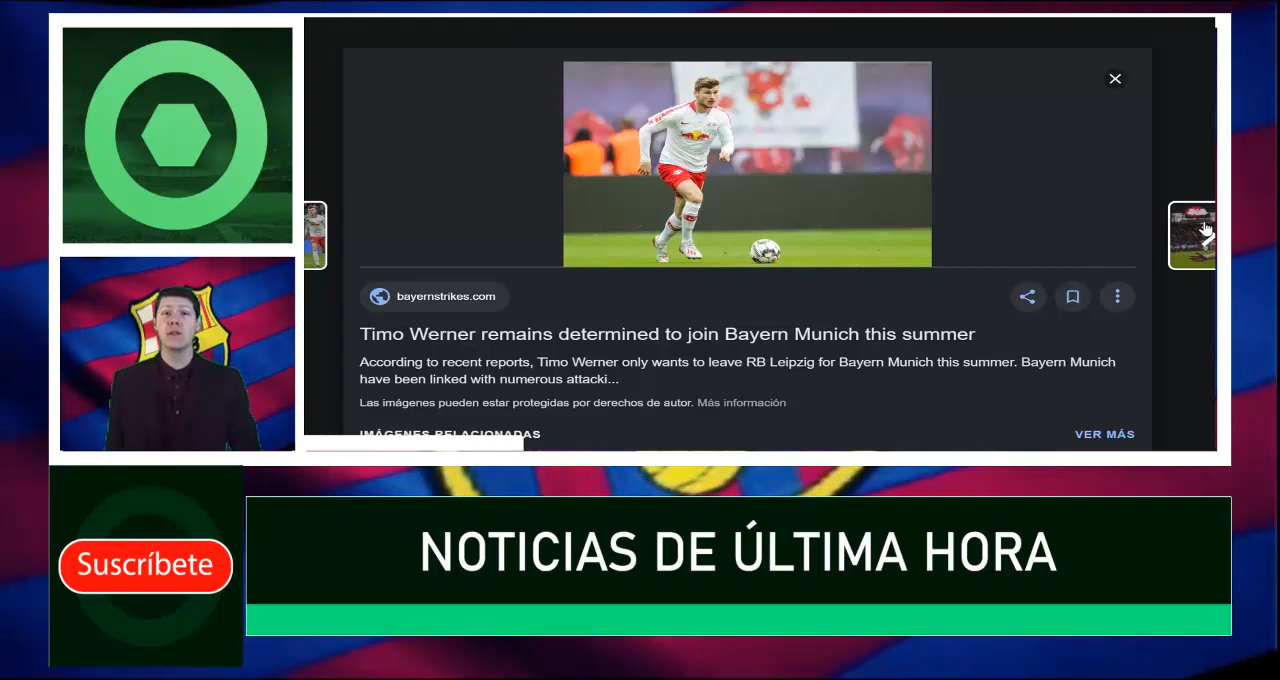 bayernstrikes.com
Timo Werner remains determined to join Bayern Munich this summer
According to recent reports, Timo Werner only wants to leave RB Leipzig for Bayern Munich this summer. Bayern Munich
have been linked with numerous attacki...
Las imágenes pueden estar protegidas por derechos de autor. Más información
IMÁGENES RELACIONADAS
VER MÁS
Suscríbete
NOTICIAS DE ÚLTIMA HORA